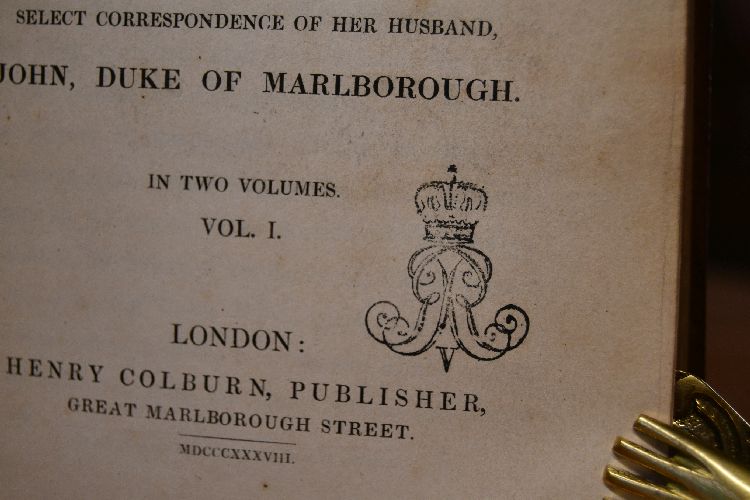 SELECT CORRESPONDENCE OF HER HUSBAND,
JOHN, DUKE OF MARLBOROUGH.
IN TWO VOLUMES.
VOL. I.
LONDON:
HENRY COLBURN, PUBLISHER,
GREAT MARLBOROUGH STREET.
MDCCCXXXVIII.